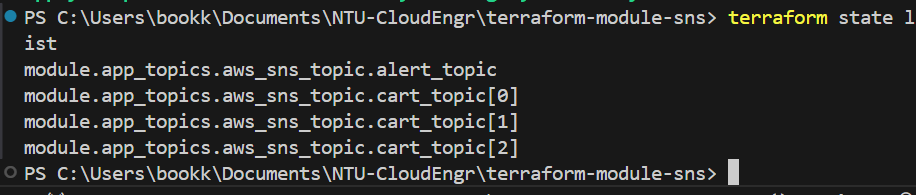 PS C:\Users\bookk\Documents\NTU-CloudEngr\terraform-module-sns> terraform state l
ist
module.app_topics.aws_sns_topic.alert_topic
module.app_topics.aws_sns_topic.cart_topic[0]
module.app_topics.aws_sns_topic.cart_topic[1]
module.app_topics.aws_sns_topic.cart_topic[2]
PS C:\Users\bookk\Documents\NTU-CloudEngr\terraform-module-sns>